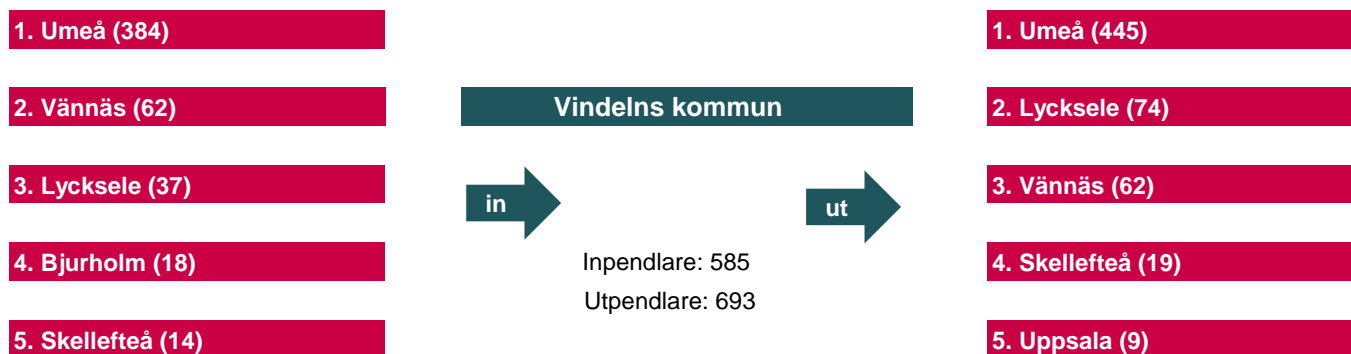 1. Umeå (384)
2. Vännäs (62)
3. Lycksele (37)
4. Bjurholm (18)
5. Skellefteå (14)
Vindelns kommun
in
ut
Inpendlare: 585
Utpendlare: 693
1. Umeå (445)
2. Lycksele (74)
3. Vännäs (62)
4. Skellefteå (19)
5. Uppsala (9)